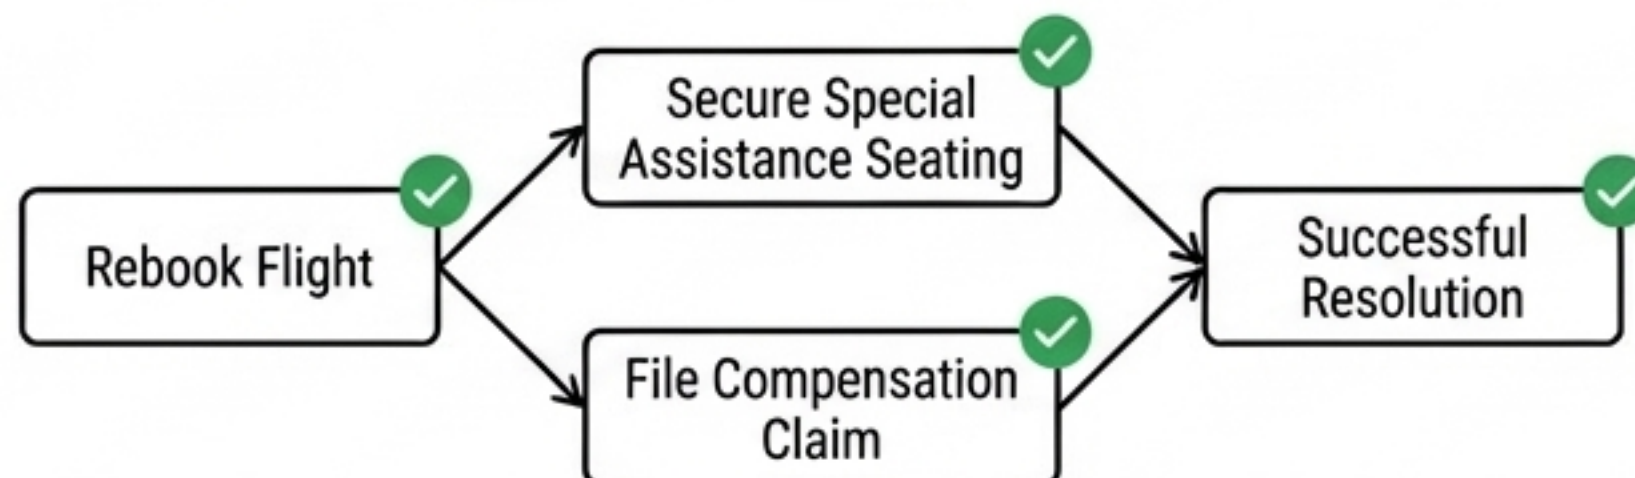 Rebook Flight
Secure Special
Assistance Seating
File Compensation
Claim
Successful
Resolution